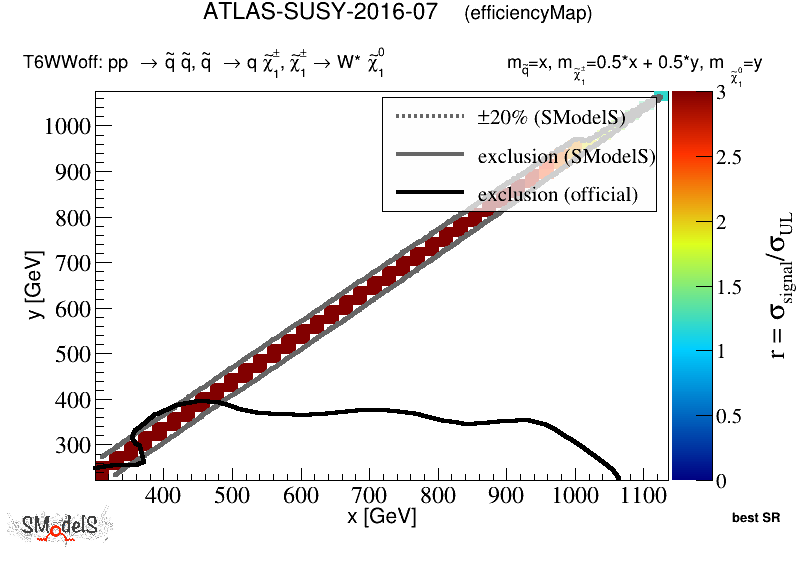 ATLAS-SUSY-2016-07 (efficiencyMap)
T6WWoff: pp → q̃ q̃, q̃ → q χ̃₁±, χ̃₁± → W* χ̃₁⁰
m_q̃=x, m_χ̃₁±=0.5*x + 0.5*y, m_χ̃₁⁰=y
±20% (SModelS)
exclusion (SModelS)
exclusion (official)
1000
900
800
700
600
500
400
300
y [GeV]
400 500 600 700 800 900 1000 1100
x [GeV]
3
2.5
2
1.5
1
0.5
0
r = σ_signal/σ_UL
SModelS
best SR